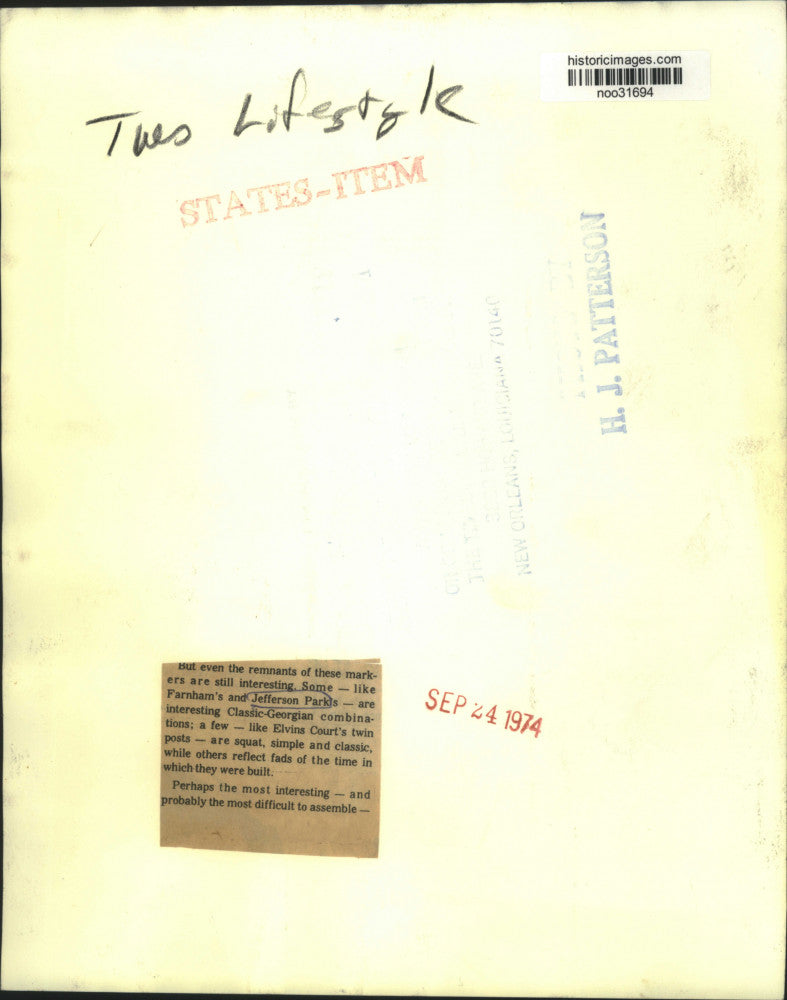 historicimages.com
noo31694
Tues Lifestyle
STATES-ITEM
H. J. PATTERSON
NEW ORLEANS, LOUISIANA 70140
But even the remnants of these mark-
ers are still interesting. Some — like
Farnham's and Jefferson Park's — are
interesting Classic-Georgian combina-
tions; a few — like Elvins Court's twin
posts — are squat, simple and classic,
while others reflect fads of the time in
which they were built.
Perhaps the most interesting — and
probably the most difficult to assemble —
SEP 24 1974